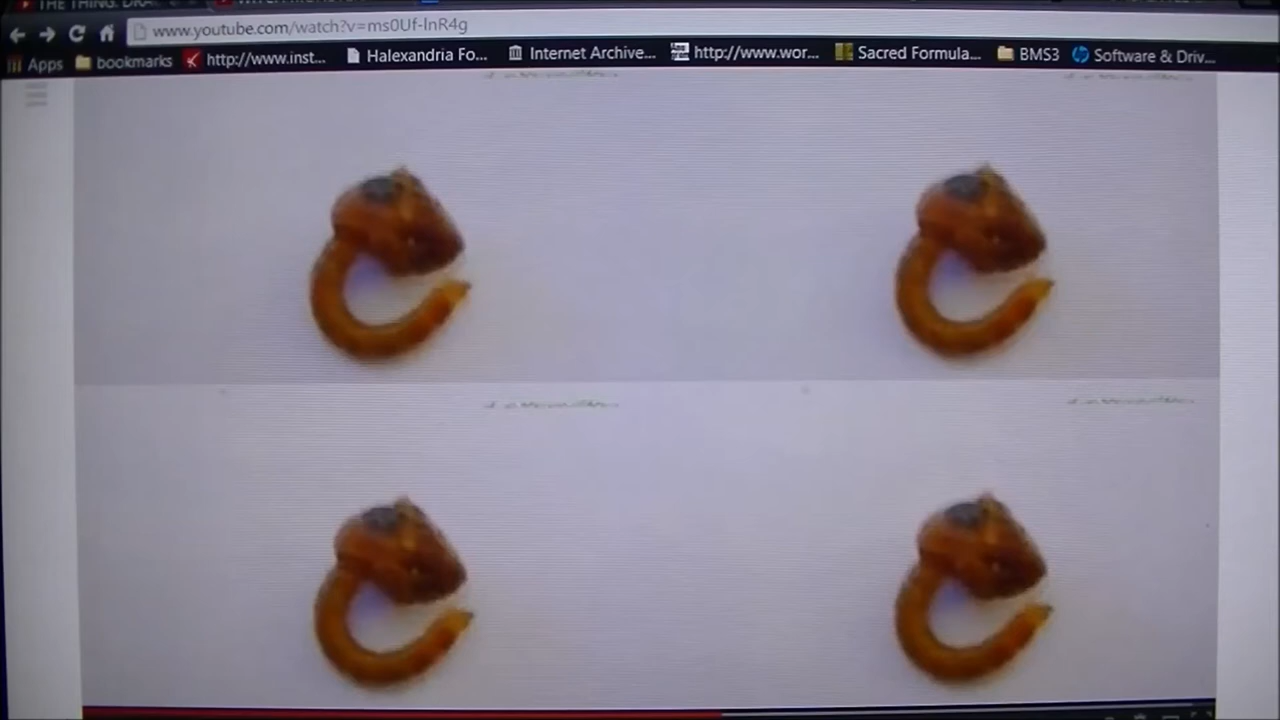 THE THING: DRA
www.youtube.com/watch?v=ms0Uf-lnR4g
Apps bookmarks http://www.inst... Halexandria Fo... Internet Archive... http://www.wor... Sacred Formula... BMS3 Software & Driv...